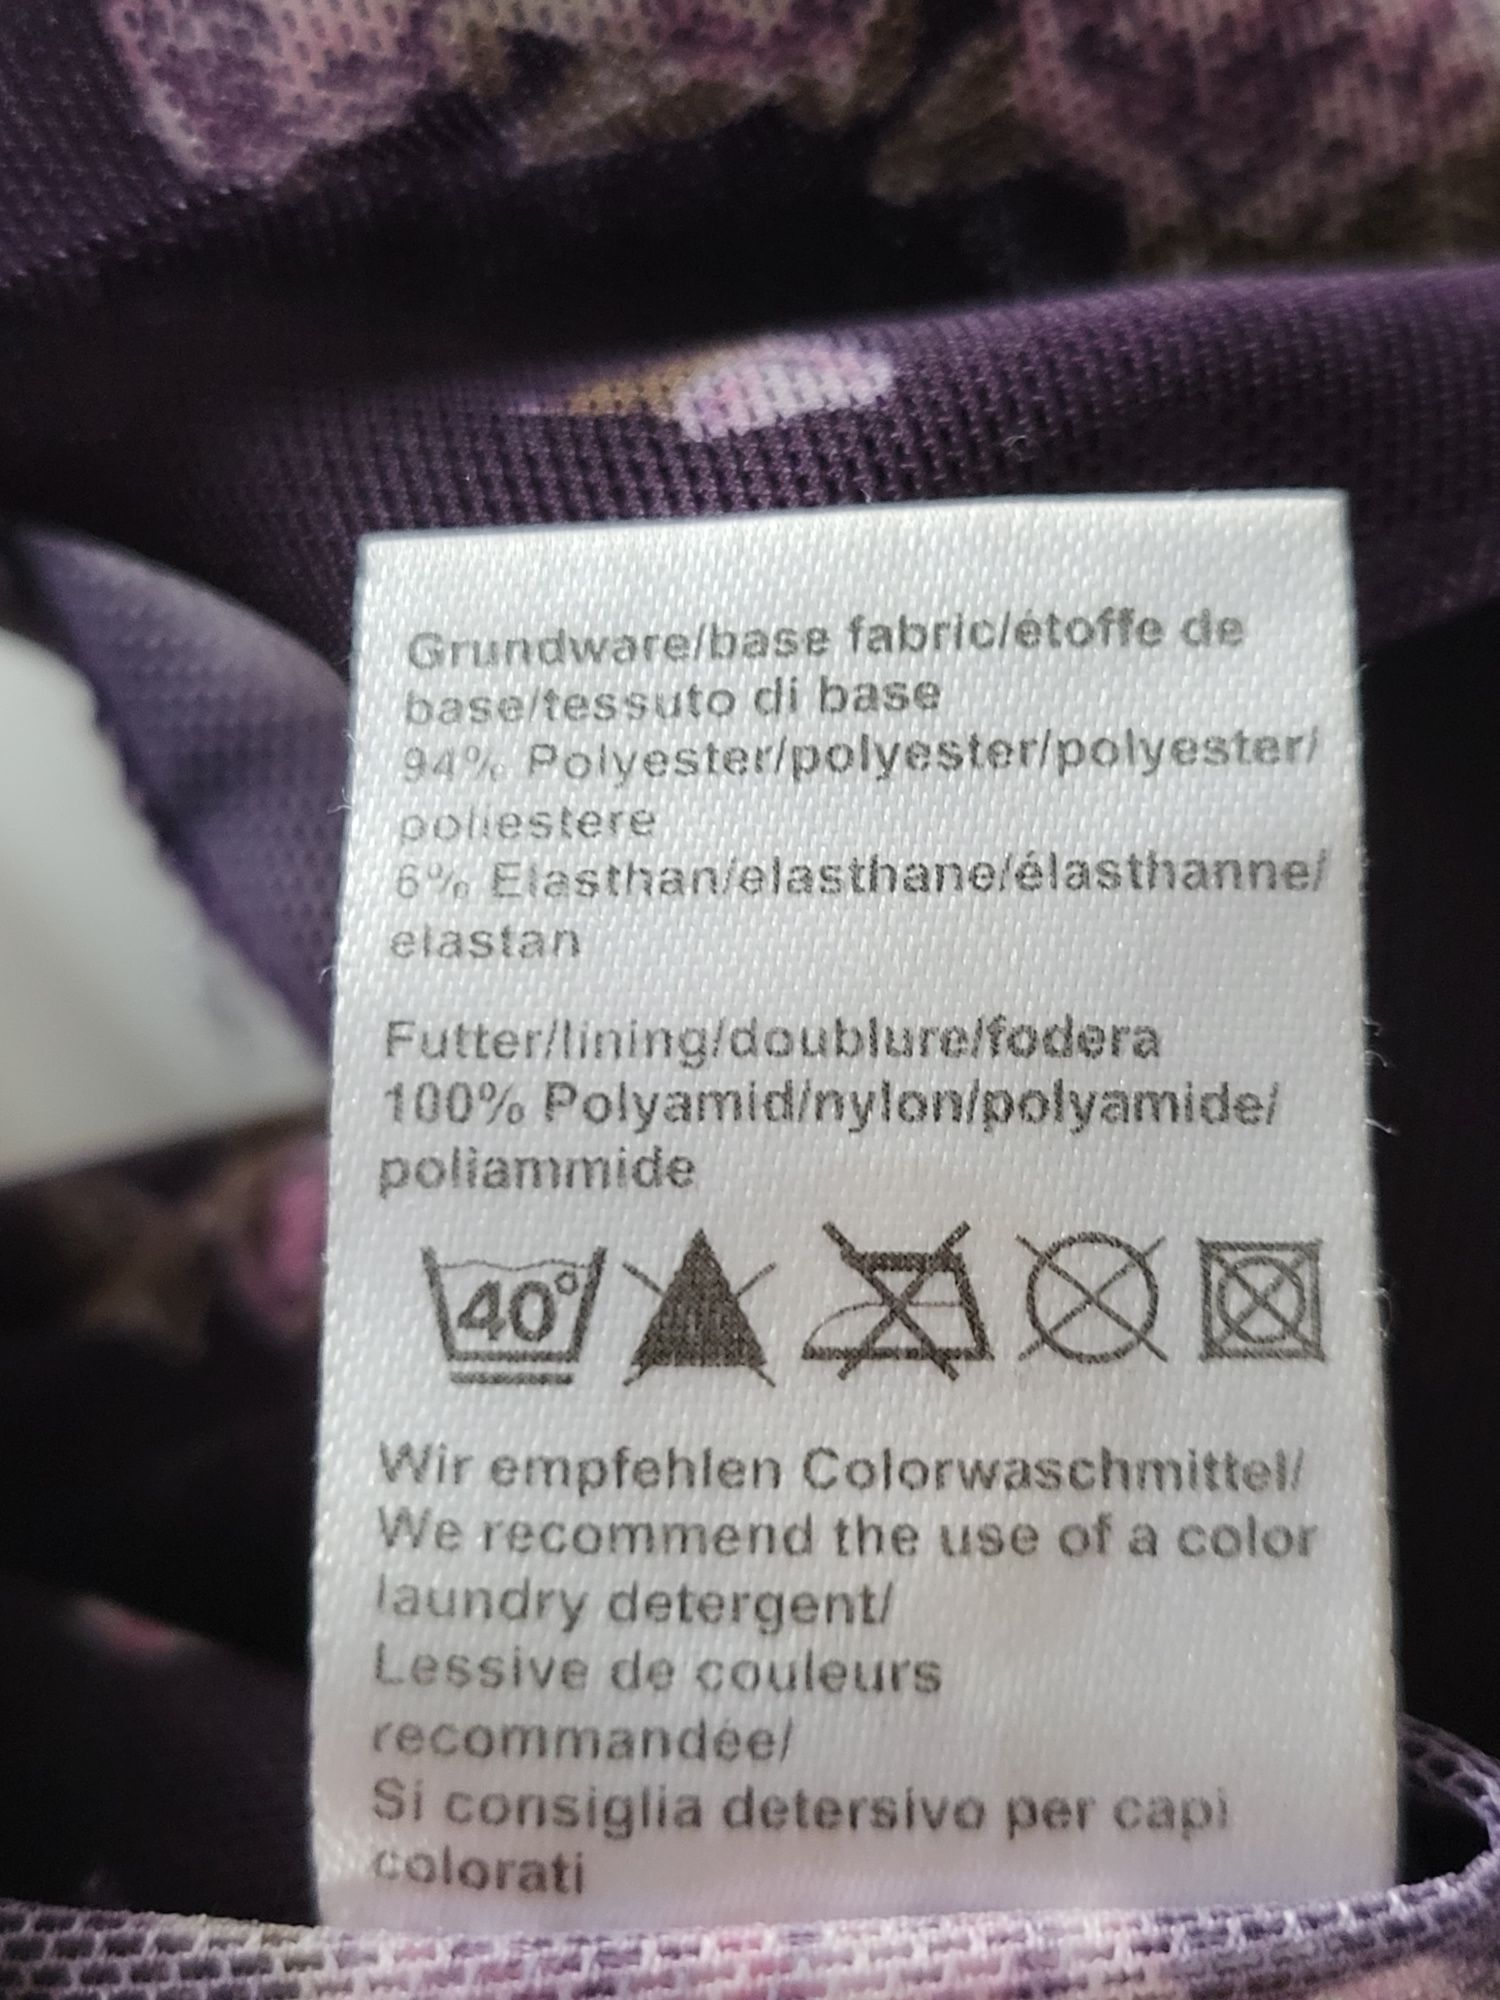 Grundware/base fabric/étoffe de
base/tessuto di base
94% Polyester/polyester/polyester/
poliestere
6% Elasthan/elasthane/élasthanne/
elastan
Futter/lining/doublure/fodera
100% Polyamid/nylon/polyamide/
poliammide
40°
Wir empfehlen Colorwaschmittel/
We recommend the use of a color
laundry detergent/
Lessive de couleurs
recommandée/
Si consiglia detersivo per capi
colorati